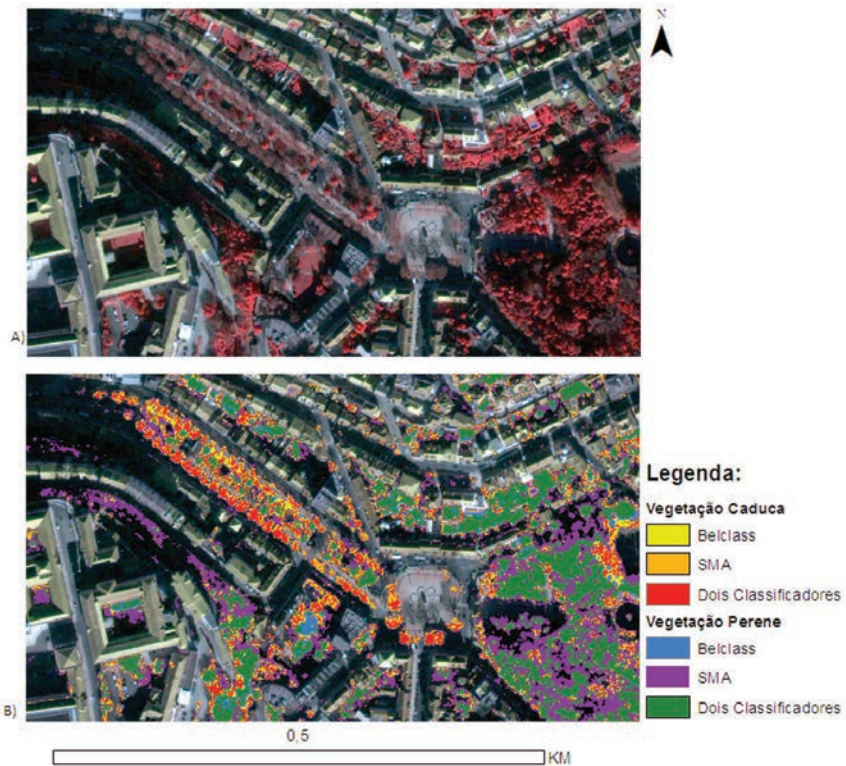 N
A)
Legenda:
Vegetação Caduca
Belclass
SMA
Dois Classificadores
Vegetação Perene
Belclass
SMA
Dois Classificadores
B)
0,5
KM